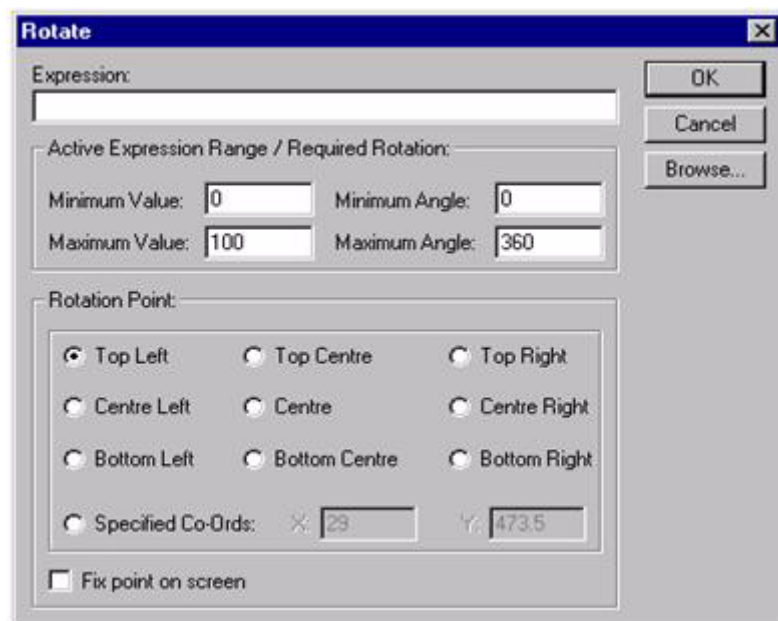 Rotate
Expression:
OK
Cancel
Browse...
Active Expression Range / Required Rotation:
Minimum Value: 0 Minimum Angle: 0
Maximum Value: 100 Maximum Angle: 360
Rotation Point:
Top Left Top Centre Top Right
Centre Left Centre Centre Right
Bottom Left Bottom Centre Bottom Right
Specified Co-Ords: X: 29 Y: 473.5
Fix point on screen